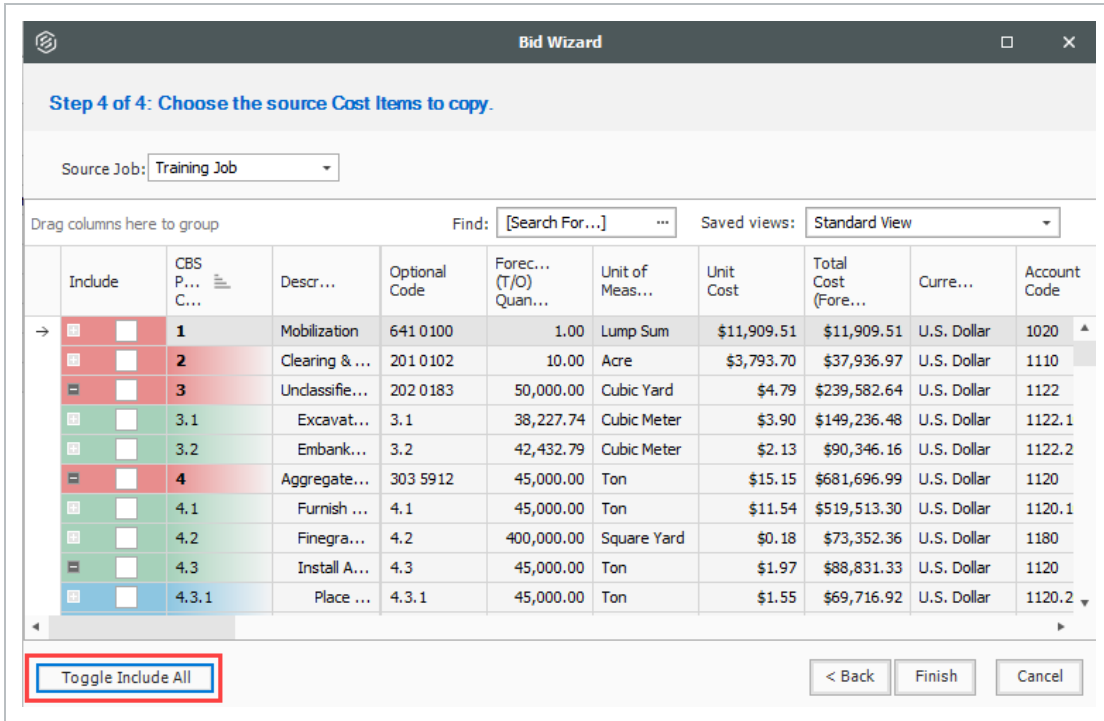 Bid Wizard
Step 4 of 4: Choose the source Cost Items to copy.
Source Job: Training Job
Drag columns here to group Find: [Search For...] ... Saved views: Standard View
Include CBS P... C... Descr... Optional Code Forec... (T/O) Quan... Unit of Meas... Unit Cost Total Cost (Fore... Curre... Account Code
1 Mobilization 641 0100 1.00 Lump Sum $11,909.51 $11,909.51 U.S. Dollar 1020
2 Clearing & ... 201 0102 10.00 Acre $3,793.70 $37,936.97 U.S. Dollar 1110
3 Unclassifie... 202 0183 50,000.00 Cubic Yard $4.79 $239,582.64 U.S. Dollar 1122
3.1 Excavat... 3.1 38,227.74 Cubic Meter $3.90 $149,236.48 U.S. Dollar 1122.1
3.2 Embank... 3.2 42,432.79 Cubic Meter $2.13 $90,346.16 U.S. Dollar 1122.2
4 Aggregate... 303 5912 45,000.00 Ton $15.15 $681,696.99 U.S. Dollar 1120
4.1 Furnish ... 4.1 45,000.00 Ton $11.54 $519,513.30 U.S. Dollar 1120.1
4.2 Finegra... 4.2 400,000.00 Square Yard $0.18 $73,352.36 U.S. Dollar 1180
4.3 Install A... 4.3 45,000.00 Ton $1.97 $88,831.33 U.S. Dollar 1120
4.3.1 Place ... 4.3.1 45,000.00 Ton $1.55 $69,716.92 U.S. Dollar 1120.2
Toggle Include All < Back Finish Cancel